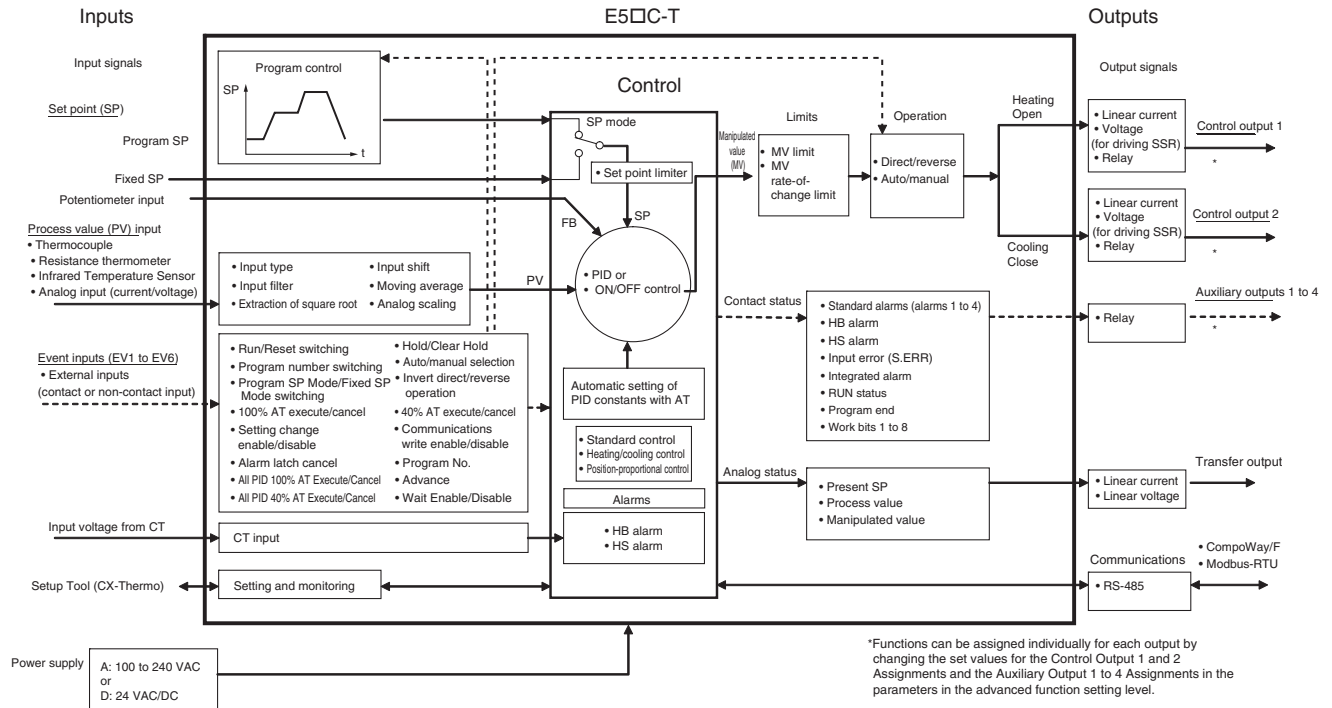 Inputs
E5□C-T
Outputs
Input signals
Set point (SP)
Program SP
Fixed SP
Potentiometer input
Process value (PV) input
• Thermocouple
• Resistance thermometer
• Infrared Temperature Sensor
• Analog input (current/voltage)
Event inputs (EV1 to EV6)
• External inputs
(contact or non-contact input)
Input voltage from CT
Setup Tool (CX-Thermo)
Power supply
A: 100 to 240 VAC
or
D: 24 VAC/DC
Program control
SP
t
• Input type
• Input filter
• Extraction of square root
• Input shift
• Moving average
• Analog scaling
• Run/Reset switching
• Program number switching
• Program SP Mode/Fixed SP
Mode switching
• 100% AT execute/cancel
• Setting change
enable/disable
• Alarm latch cancel
• All PID 100% AT Execute/Cancel
• All PID 40% AT Execute/Cancel
• Hold/Clear Hold
• Auto/manual selection
• Invert direct/reverse
operation
• 40% AT execute/cancel
• Communications
write enable/disable
• Program No.
• Advance
• Wait Enable/Disable
CT input
Setting and monitoring
Control
SP mode
• Set point limiter
FB
SP
PV
• PID or
• ON/OFF control
Automatic setting of
PID constants with AT
• Standard control
• Heating/cooling control
• Position-proportional control
Alarms
• HB alarm
• HS alarm
Manipulated
value
(MV)
Limits
• MV limit
• MV
rate-of-
change limit
Operation
• Direct/reverse
• Auto/manual
Heating
Open
Cooling
Close
Contact status
• Standard alarms (alarms 1 to 4)
• HB alarm
• HS alarm
• Input error (S.ERR)
• Integrated alarm
• RUN status
• Program end
• Work bits 1 to 8
Analog status
• Present SP
• Process value
• Manipulated value
Output signals
• Linear current
• Voltage
(for driving SSR)
• Relay
Control output 1
*
• Linear current
• Voltage
(for driving SSR)
• Relay
Control output 2
*
Auxiliary outputs 1 to 4
• Relay
*
Transfer output
• Linear current
• Linear voltage
Communications
• RS-485
• CompoWay/F
• Modbus-RTU
*Functions can be assigned individually for each output by
changing the set values for the Control Output 1 and 2
Assignments and the Auxiliary Output 1 to 4 Assignments in the
parameters in the advanced function setting level.